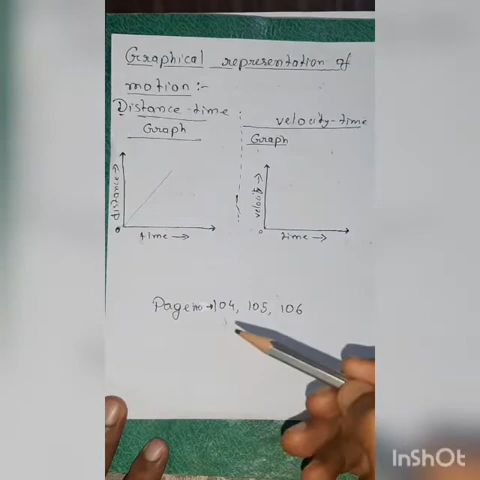 Graphical representation of
motion :-
Distance-time
Graph
distance →
0
time →
velocity-time
Graph
velocity →
0
time →
Page no → 104, 105, 106
InShOt